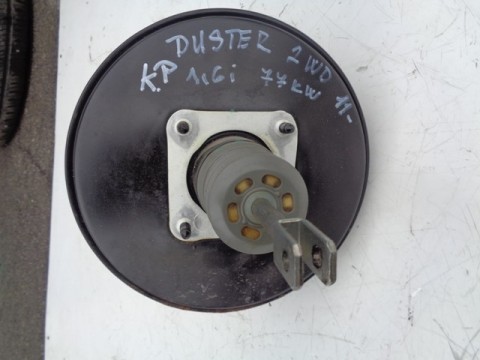 DUSTER 2WD 11-
K.P 1.6i 77KW